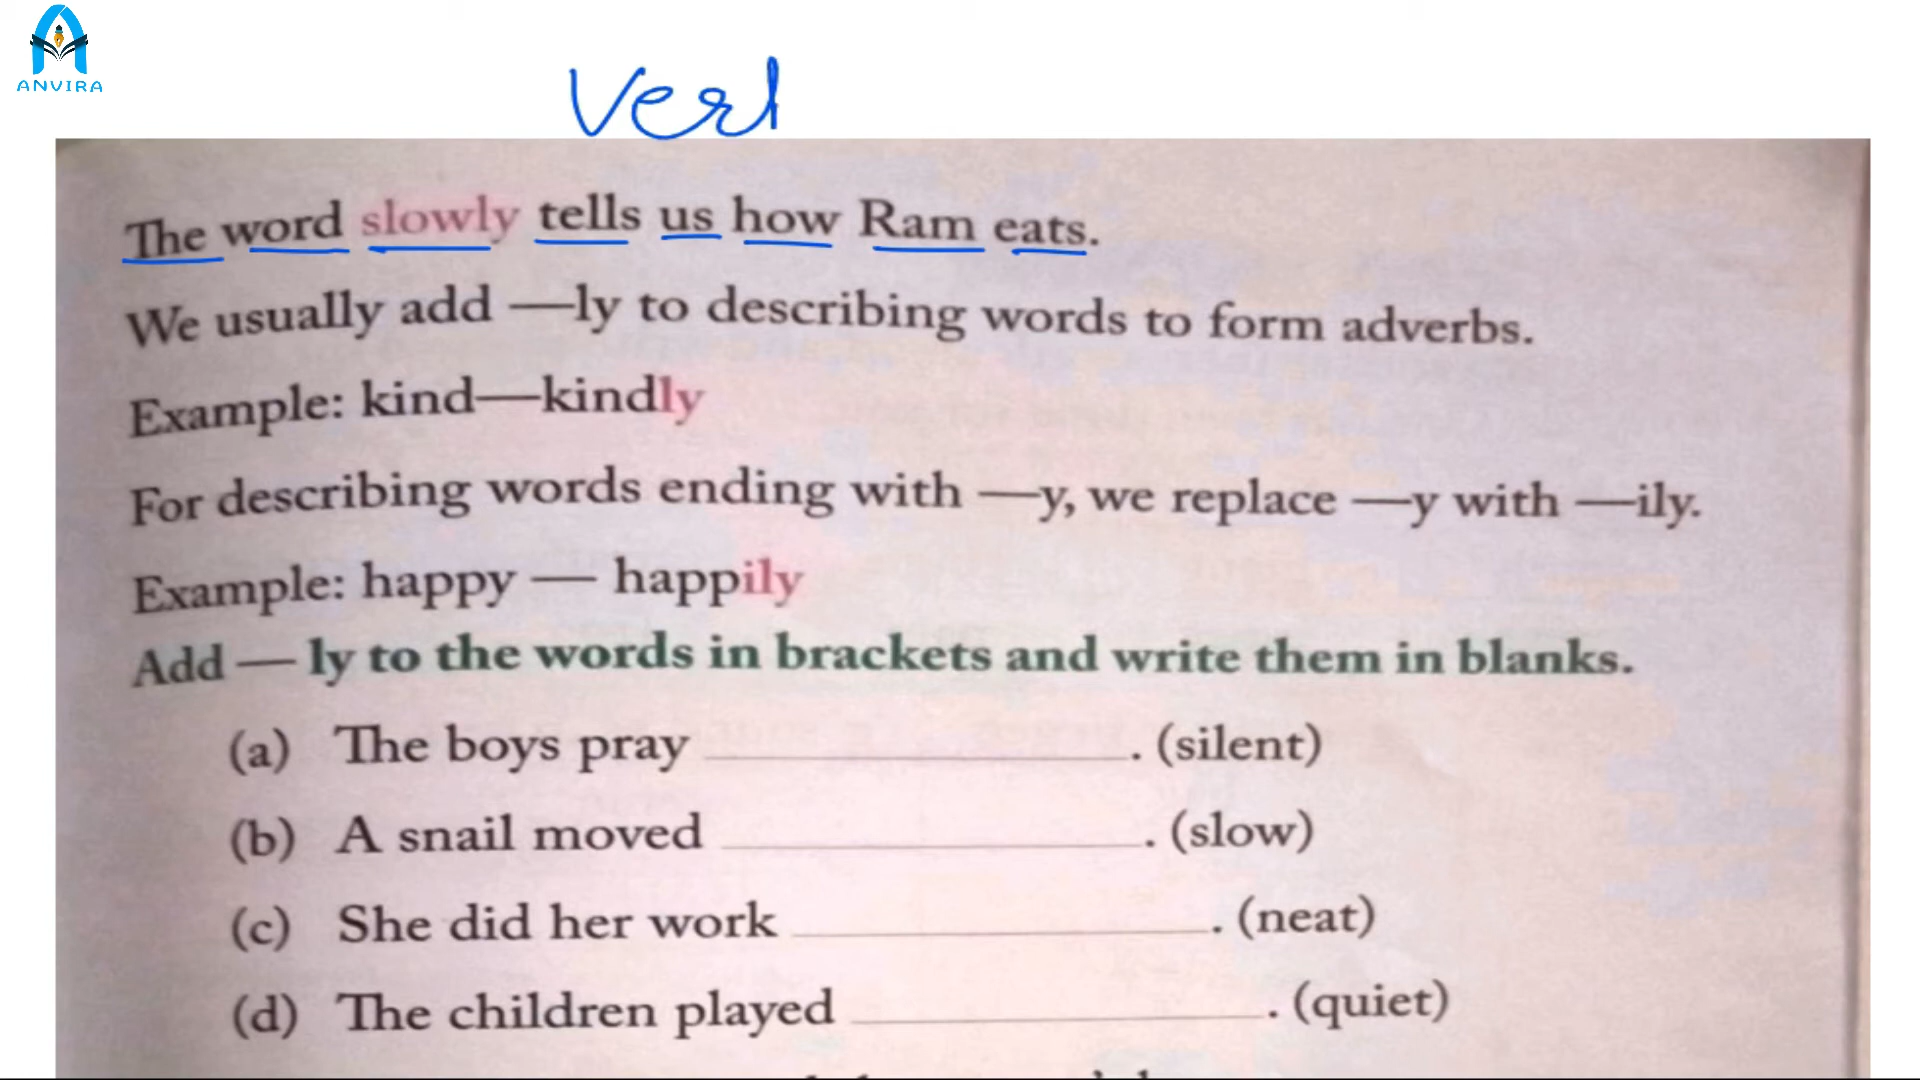 ANVIRA
Ver
The word slowly tells us how Ram eats.
We usually add —ly to describing words to form adverbs.
Example: kind—kindly
For describing words ending with —y, we replace —y with —ily.
Example: happy — happily
Add — ly to the words in brackets and write them in blanks.
(a) The boys pray ______________. (silent)
(b) A snail moved ______________. (slow)
(c) She did her work ______________. (neat)
(d) The children played ______________. (quiet)